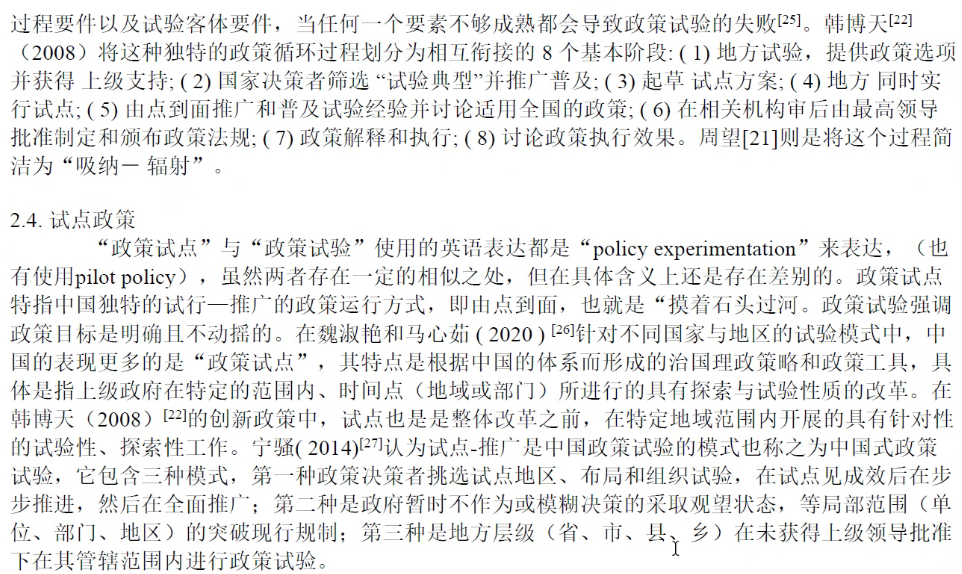 过程要件以及试验客体要件，当任何一个要素不够成熟都会导致政策试验的失败[25]。韩博天[22]
（2008）将这种独特的政策循环过程划分为相互衔接的 8 个基本阶段: ( 1) 地方试验，提供政策选项
并获得 上级支持; ( 2) 国家决策者筛选 “试验典型”并推广普及; ( 3) 起草 试点方案; ( 4) 地方 同时实
行试点; ( 5) 由点到面推广和普及试验经验并讨论适用全国的政策; ( 6) 在相关机构审后由最高领导
批准制定和颁布政策法规; ( 7) 政策解释和执行; ( 8) 讨论政策执行效果。周望[21]则是将这个过程简
洁为“吸纳－ 辐射”。
2.4. 试点政策
“政策试点”与“政策试验”使用的英语表达都是“policy experimentation”来表达，（也
有使用pilot policy），虽然两者存在一定的相似之处，但在具体含义上还是存在差别的。政策试点
特指中国独特的试行—推广的政策运行方式，即由点到面，也就是“摸着石头过河。政策试验强调
政策目标是明确且不动摇的。在魏淑艳和马心茹 ( 2020 ) [26]针对不同国家与地区的试验模式中，中
国的表现更多的是“政策试点”，其特点是根据中国的体系而形成的治国理政策略和政策工具，具
体是指上级政府在特定的范围内、时间点（地域或部门）所进行的具有探索与试验性质的改革。在
韩博天（2008）[22]的创新政策中，试点也是是整体改革之前，在特定地域范围内开展的具有针对性
的试验性、探索性工作。宁骚( 2014)[27]认为试点-推广是中国政策试验的模式也称之为中国式政策
试验，它包含三种模式，第一种政策决策者挑选试点地区、布局和组织试验，在试点见成效后在步
步推进，然后在全面推广；第二种是政府暂时不作为或模糊决策的采取观望状态，等局部范围（单
位、部门、地区）的突破现行规制；第三种是地方层级（省、市、县、乡）在未获得上级领导批准
下在其管辖范围内进行政策试验。